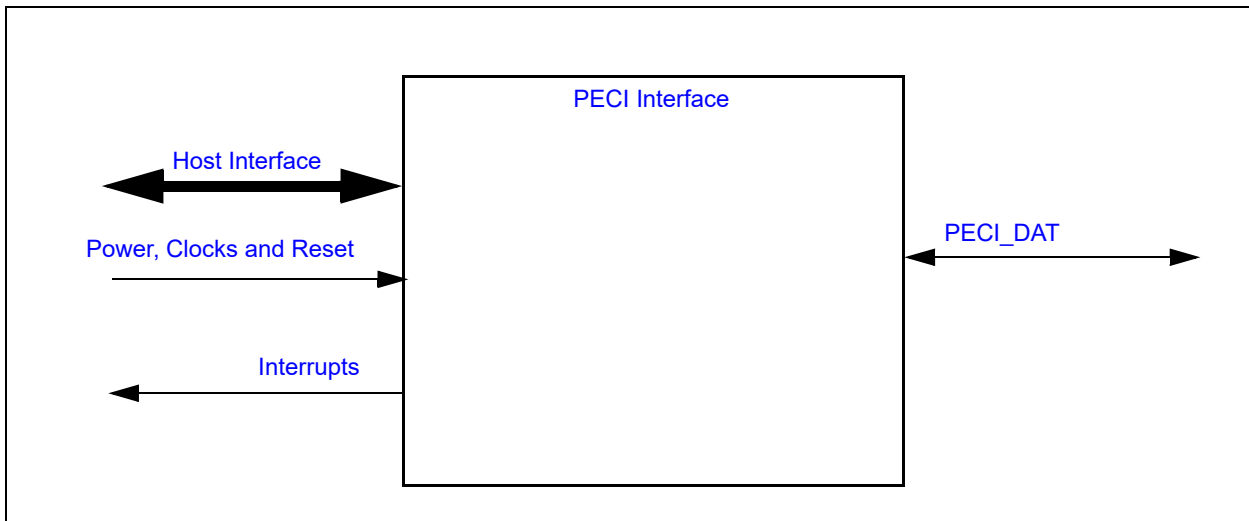 PECI Interface
Host Interface
Power, Clocks and Reset
PECI_DAT
Interrupts